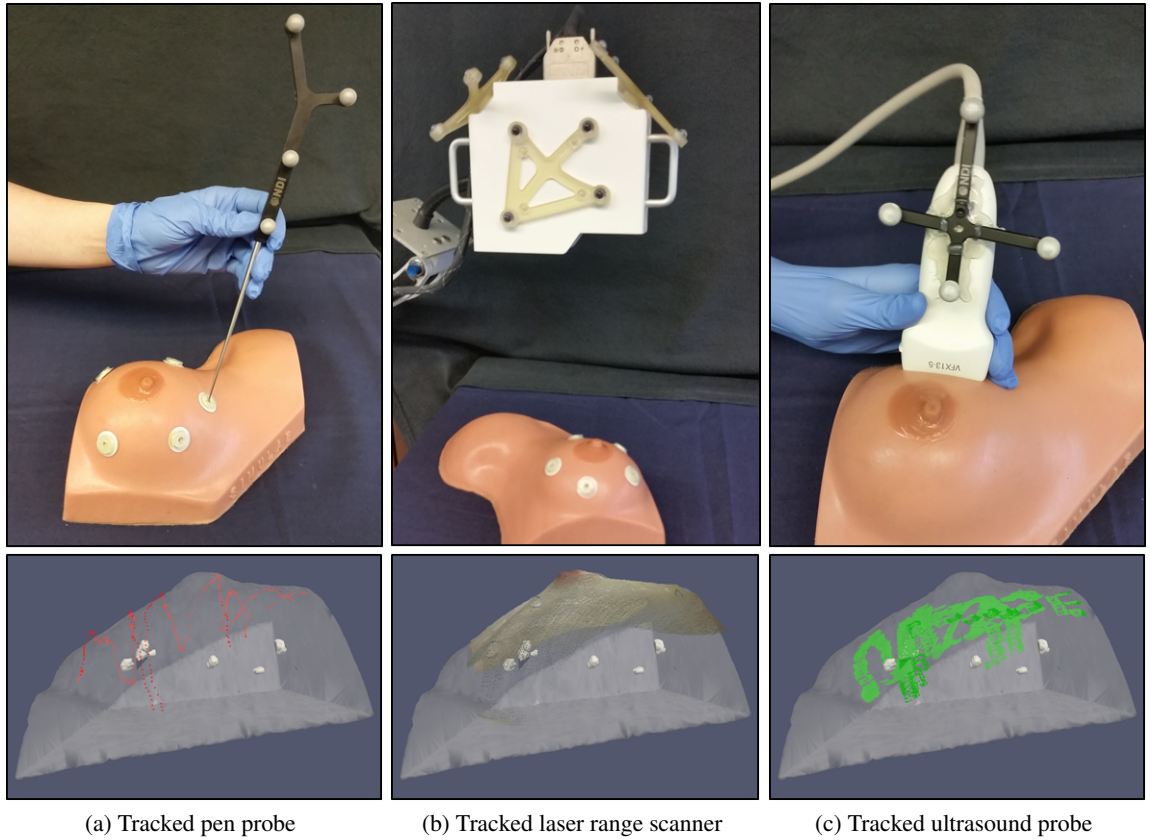 NDI
NDI
VFX13-5
(a) Tracked pen probe
(b) Tracked laser range scanner
(c) Tracked ultrasound probe